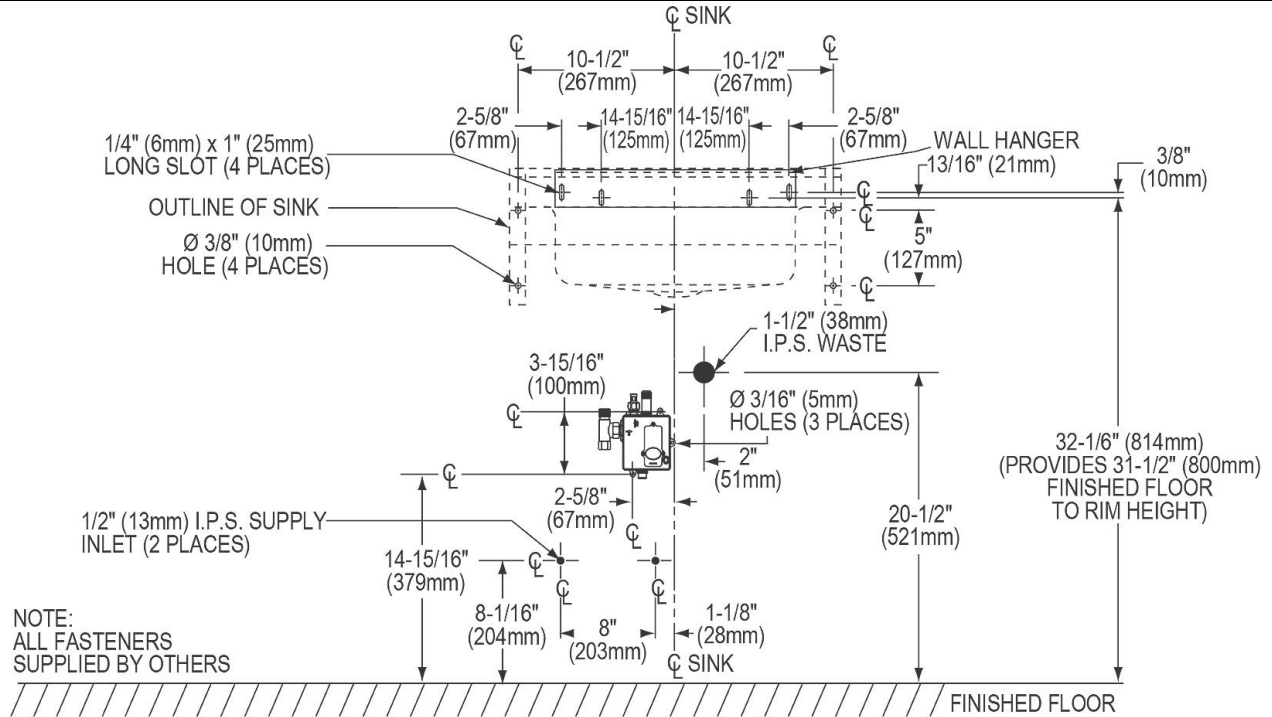 ℄ SINK
℄
℄
10-1/2"
(267mm)
10-1/2"
(267mm)
2-5/8"
(67mm)
14-15/16"
(125mm)
14-15/16"
(125mm)
2-5/8"
(67mm)
1/4" (6mm) x 1" (25mm)
LONG SLOT (4 PLACES)
WALL HANGER
13/16" (21mm)
3/8"
(10mm)
℄
℄
OUTLINE OF SINK
Ø 3/8" (10mm)
HOLE (4 PLACES)
5"
(127mm)
℄
1-1/2" (38mm)
I.P.S. WASTE
3-15/16"
(100mm)
℄
Ø 3/16" (5mm)
HOLES (3 PLACES)
2"
(51mm)
32-1/6" (814mm)
(PROVIDES 31-1/2" (800mm)
FINISHED FLOOR
TO RIM HEIGHT)
℄
2-5/8"
(67mm)
℄
20-1/2"
(521mm)
1/2" (13mm) I.P.S. SUPPLY
INLET (2 PLACES)
14-15/16"
(379mm)
℄
℄
℄
8-1/16"
(204mm)
8"
(203mm)
1-1/8"
(28mm)
NOTE:
ALL FASTENERS
SUPPLIED BY OTHERS
℄ SINK
FINISHED FLOOR